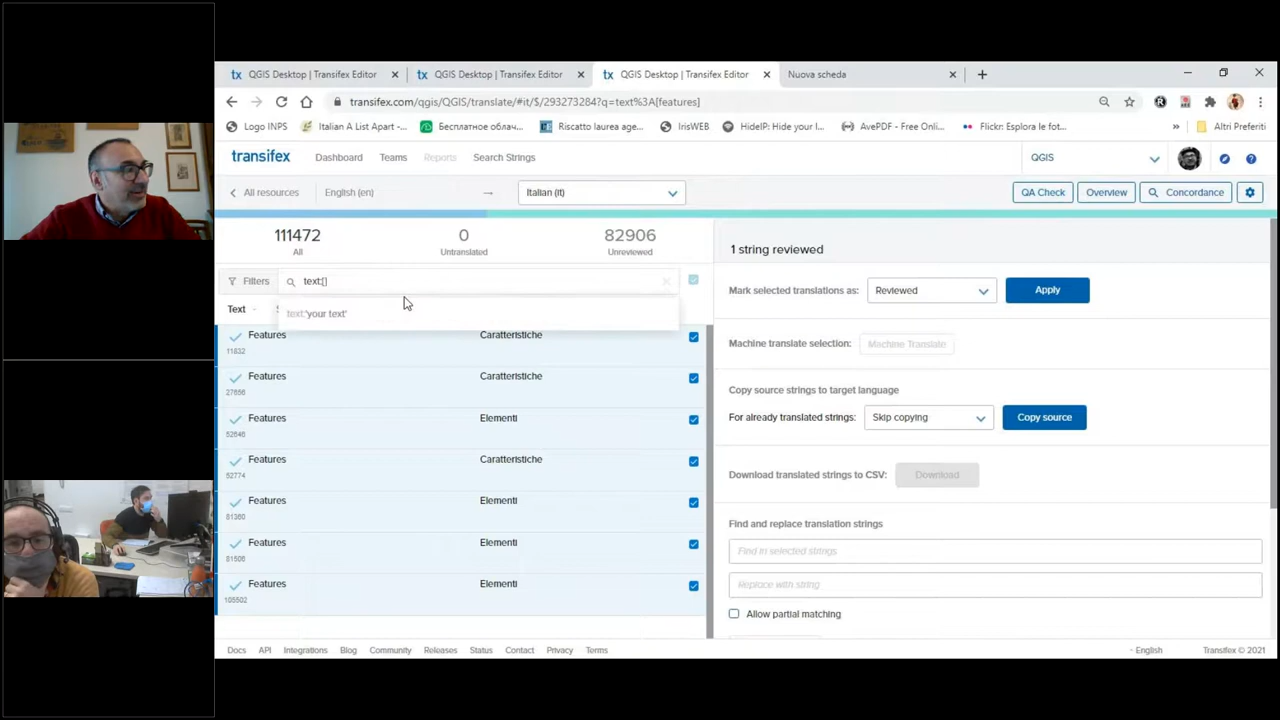 tx QGIS Desktop | Transifex Editor
tx QGIS Desktop | Transifex Editor
tx QGIS Desktop | Transifex Editor
Nuova scheda
transifex.com/qgis/QGIS/translate/#it/$/293273284?q=text%3A[features]
Logo INPS
Italian A List Apart -...
Бесплатное облач...
Riscatto laurea age...
IrisWEB
HideIP: Hide your I...
AvePDF - Free Onli...
Flickr: Esplora le fot...
»
Altri Preferiti
transifex
Dashboard
Teams
Reports
Search Strings
QGIS
All resources
English (en)
Italian (it)
QA Check
Overview
Concordance
111472
All
0
Untranslated
82906
Unreviewed
Filters
text:[]
text:'your text'
Text
Features
Caratteristiche
11832
Features
Caratteristiche
27656
Features
Elementi
Features
Caratteristiche
52774
Features
Elementi
81360
Features
Elementi
Features
Elementi
105502
1 string reviewed
Mark selected translations as:
Reviewed
Apply
Machine translate selection:
Machine Translate
Copy source strings to target language
For already translated strings:
Skip copying
Copy source
Download translated strings to CSV:
Download
Find and replace translation strings
Find in selected strings
Replace with string
Allow partial matching
Docs
API
Integrations
Blog
Community
Releases
Status
Contact
Privacy
Terms
- English
Transifex © 2021